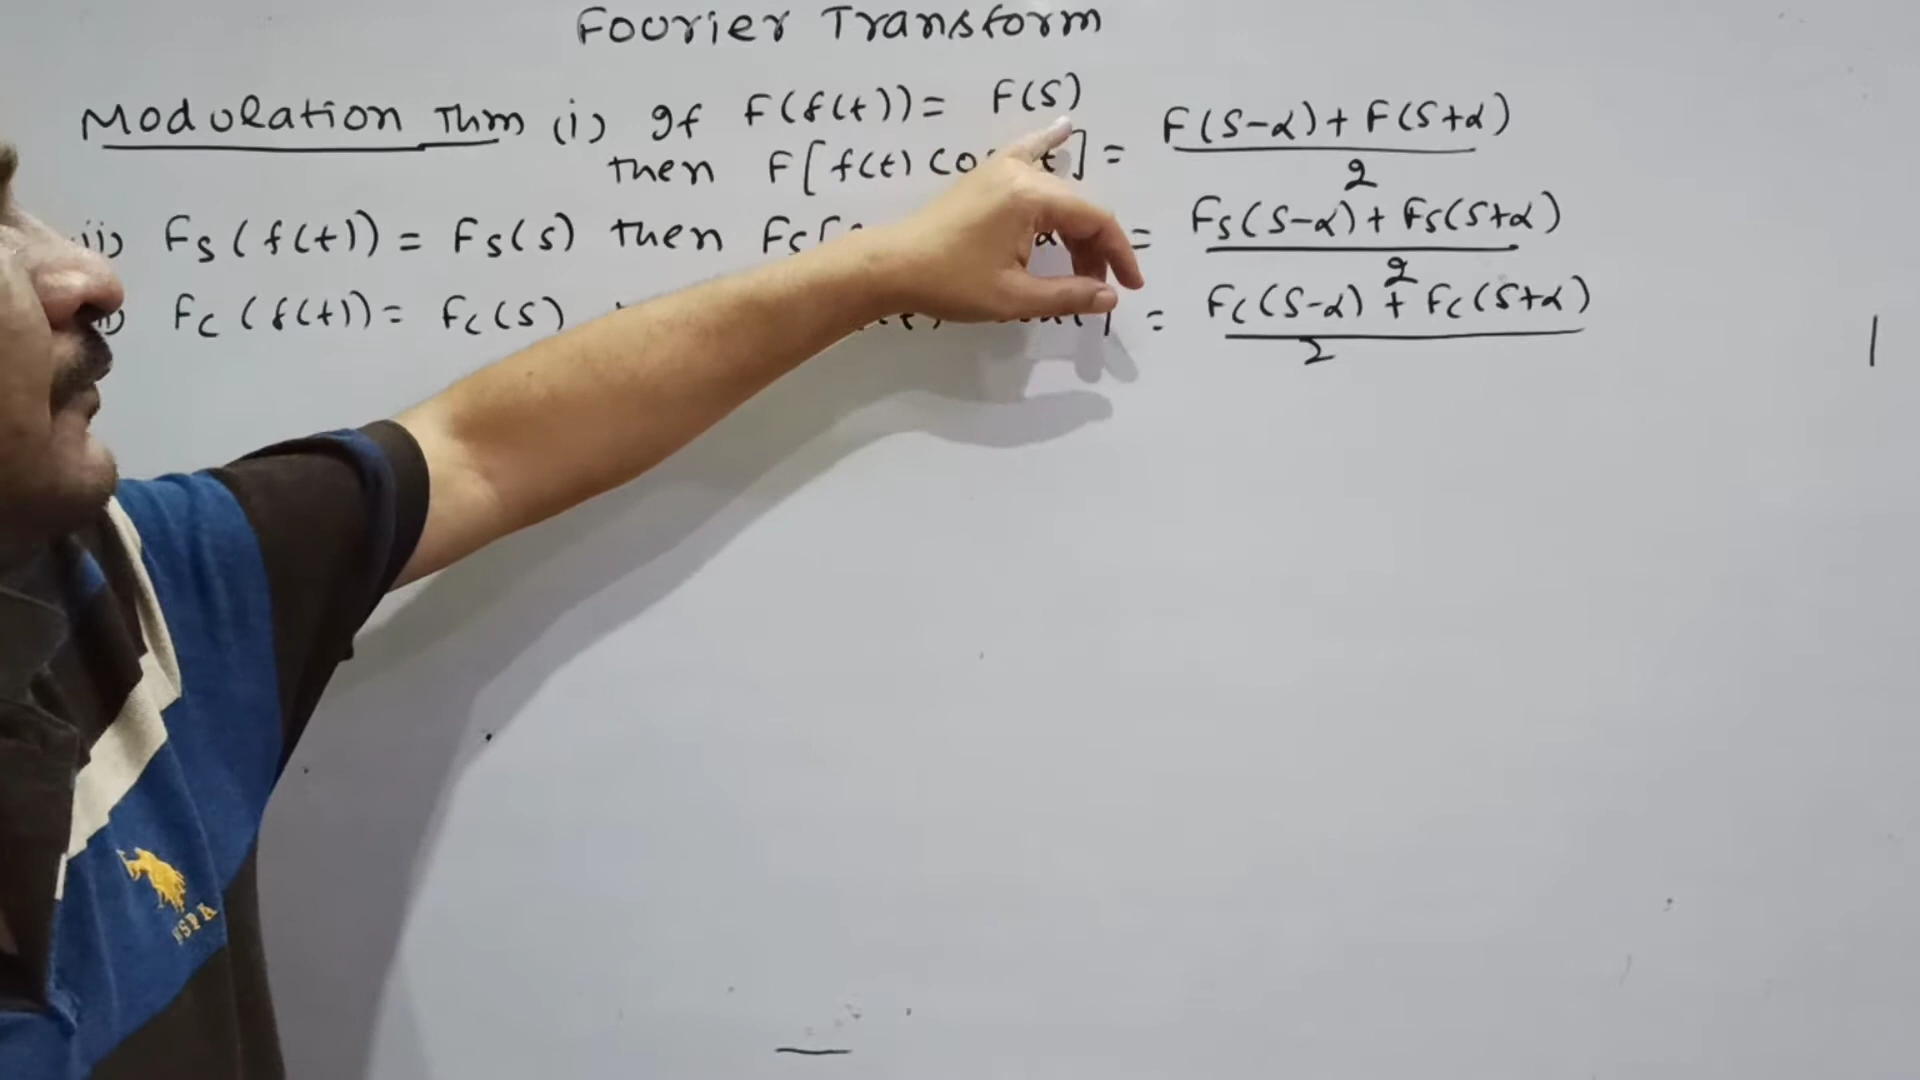 Fourier Transform
Modulation Thm (i) If F(f(t)) = F(S)
then F[f(t) Co t] = F(S-α)+F(S+α) / 2
ii) Fs(f(t)) = Fs(s) then Fs[ α = Fs(S-α)+Fs(S+α) / 2
Fc(f(t)) = Fc(s) = Fc(S-α) + Fc(S+α) / 2
USPA